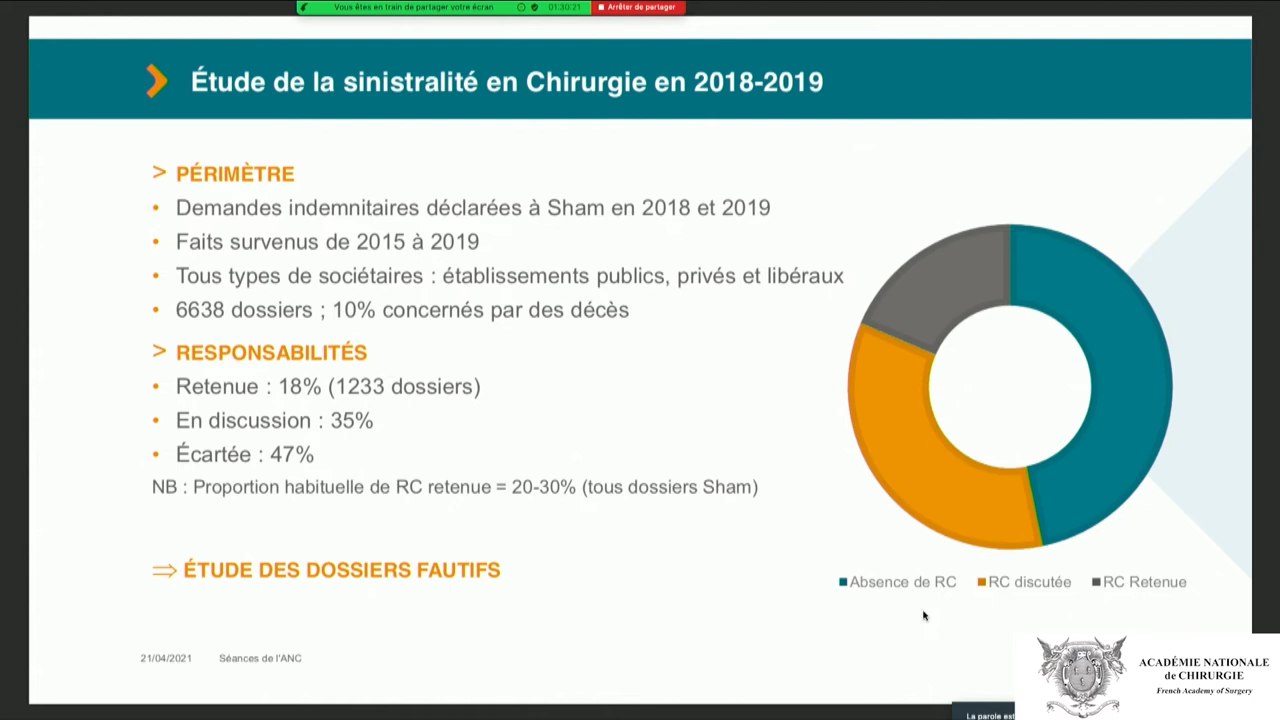 Vous êtes en train de partager votre écran
01:30:21
Arrêter de partager
Étude de la sinistralité en Chirurgie en 2018-2019
> PÉRIMÈTRE
• Demandes indemnitaires déclarées à Sham en 2018 et 2019
• Faits survenus de 2015 à 2019
• Tous types de sociétaires : établissements publics, privés et libéraux
• 6638 dossiers ; 10% concernés par des décès
> RESPONSABILITÉS
• Retenue : 18% (1233 dossiers)
• En discussion : 35%
• Écartée : 47%
NB : Proportion habituelle de RC retenue = 20-30% (tous dossiers Sham)
⇒ ÉTUDE DES DOSSIERS FAUTIFS
Absence de RC
RC discutée
RC Retenue
21/04/2021
Séances de l'ANC
ACADÉMIE NATIONALE
de CHIRURGIE
French Academy of Surgery
La parole est